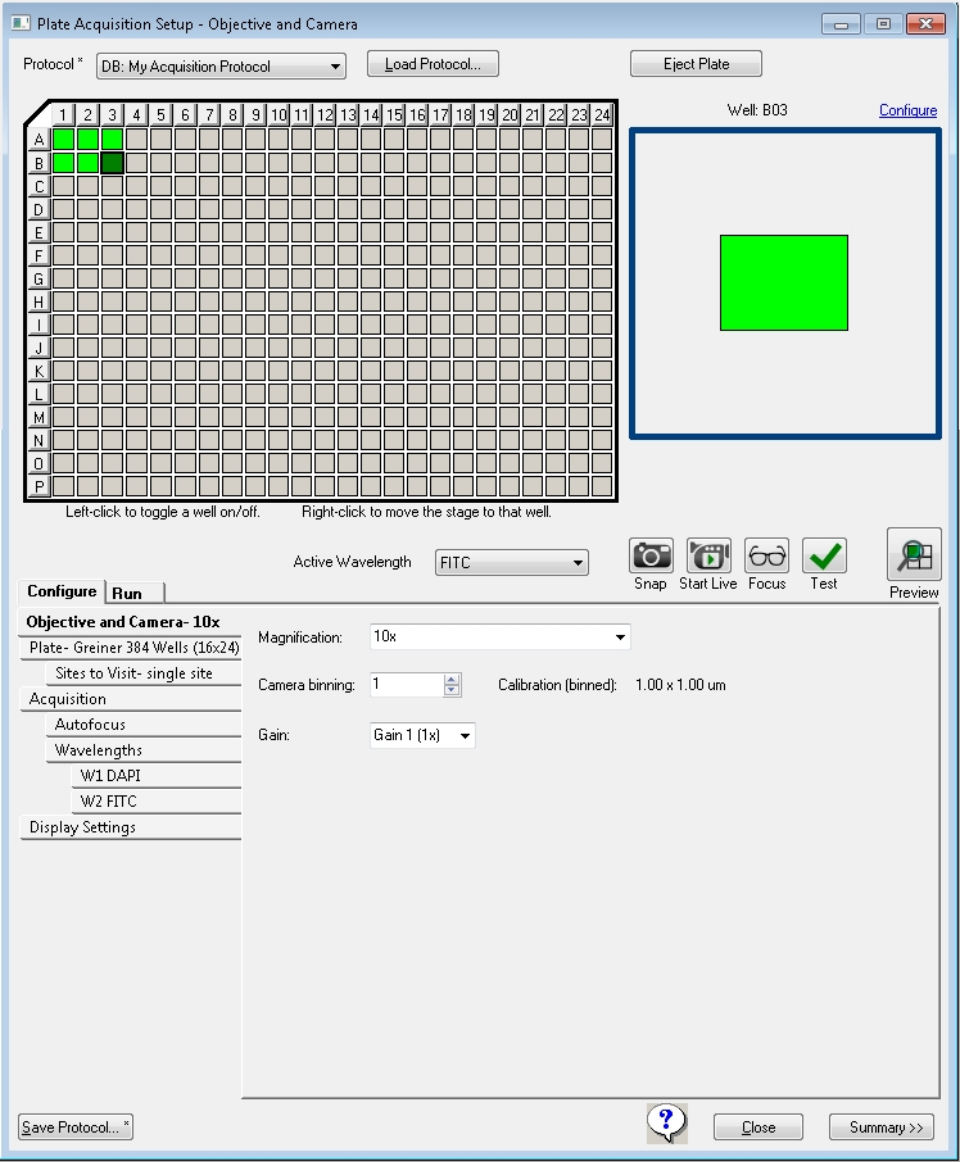 Plate Acquisition Setup - Objective and Camera
Protocol * DB: My Acquisition Protocol Load Protocol... Eject Plate
Well: B03 Configure
1 2 3 4 5 6 7 8 9 10 11 12 13 14 15 16 17 18 19 20 21 22 23 24
A
B
C
D
E
F
G
H
I
J
K
L
M
N
O
P
Left-click to toggle a well on/off. Right-click to move the stage to that well.
Active Wavelength FITC
Snap Start Live Focus Test Preview
Configure Run
Objective and Camera- 10x
Plate- Greiner 384 Wells (16x24)
Sites to Visit- single site
Acquisition
Autofocus
Wavelengths
W1 DAPI
W2 FITC
Display Settings
Magnification: 10x
Camera binning: 1 Calibration (binned): 1.00 x 1.00 um
Gain: Gain 1 (1x)
Save Protocol... * ? Close Summary >>